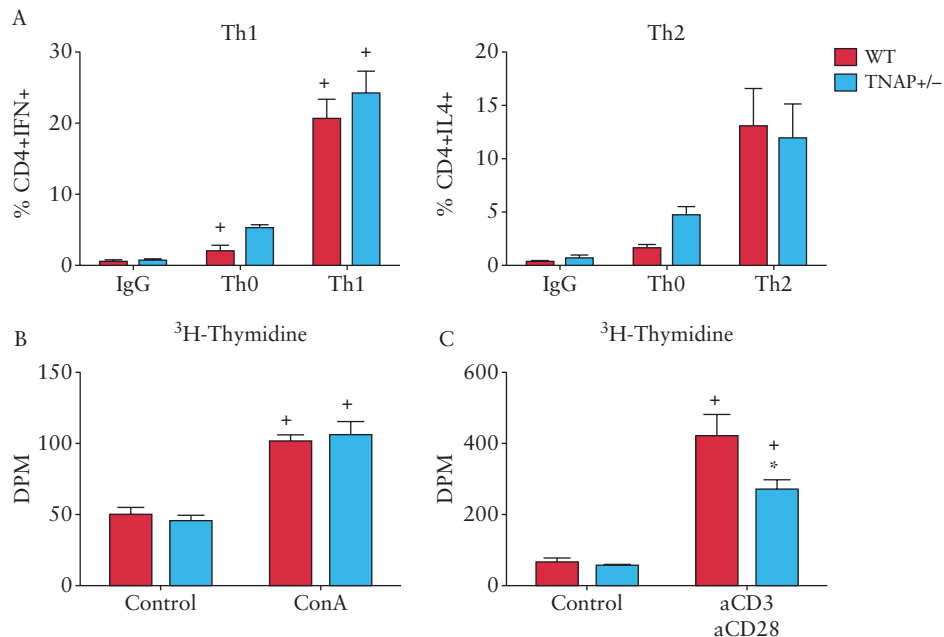 A
Th1
Th2
WT
TNAP+/–
% CD4+IFN+
30
20
10
0
+
+
+
IgG
Th0
Th1
% CD4+IL4+
20
15
10
5
0
IgG
Th0
Th2
B
³H-Thymidine
DPM
150
100
50
0
+
+
Control
ConA
C
³H-Thymidine
DPM
600
400
200
0
+
+
*
Control
aCD3
aCD28